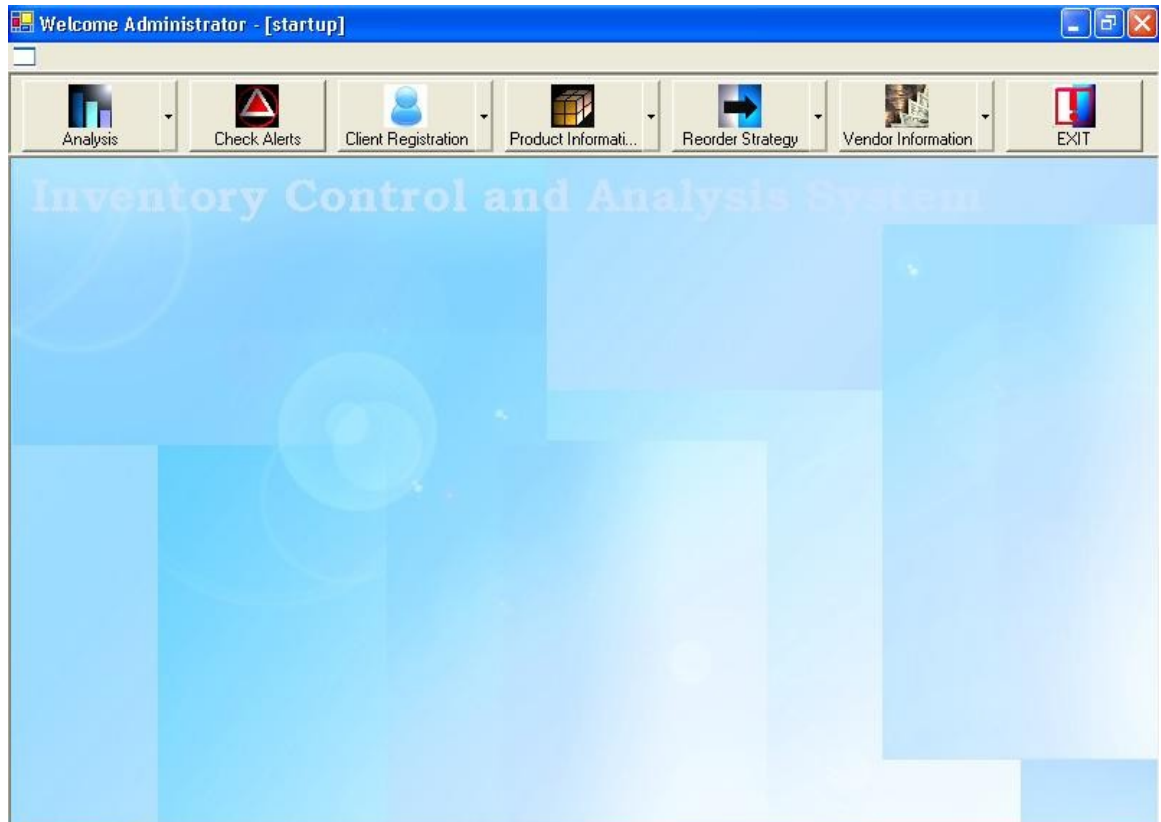 Welcome Administrator - [startup]
Analysis Check Alerts Client Registration Product Informati... Reorder Strategy Vendor Information EXIT
Inventory Control and Analysis System